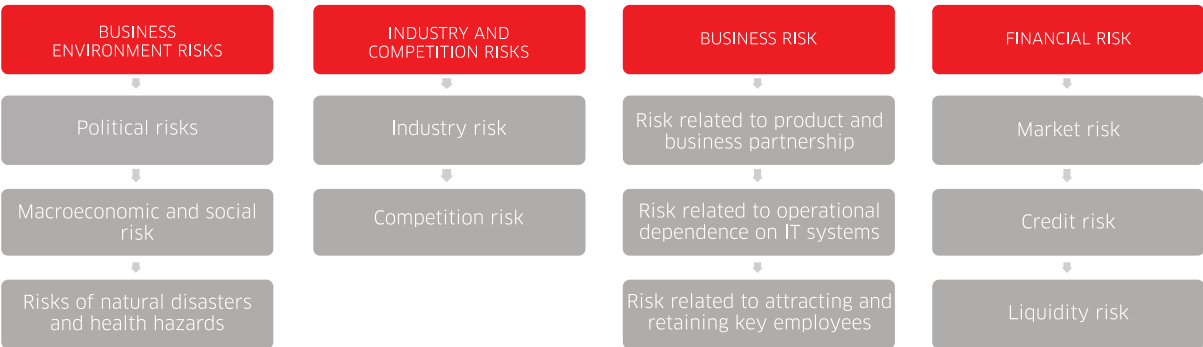 BUSINESS
ENVIRONMENT RISKS
Political risks
Macroeconomic and social
risk
Risks of natural disasters
and health hazards
INDUSTRY AND
COMPETITION RISKS
Industry risk
Competition risk
BUSINESS RISK
Risk related to product and
business partnership
Risk related to operational
dependence on IT systems
Risk related to attracting and
retaining key employees
FINANCIAL RISK
Market risk
Credit risk
Liquidity risk